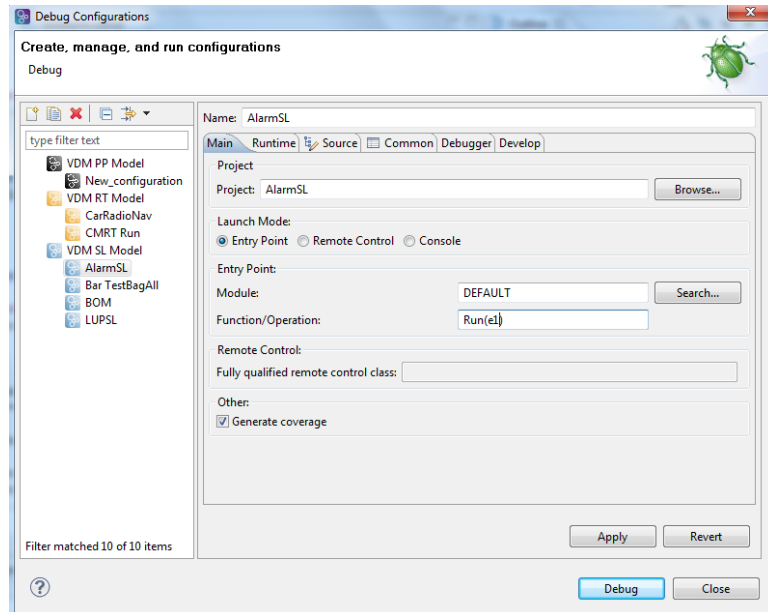 Debug Configurations
Create, manage, and run configurations
Debug
type filter text
VDM PP Model
New_configuration
VDM RT Model
CarRadioNav
CMRT Run
VDM SL Model
AlarmSL
Bar TestBagAll
BOM
LUPSL
Filter matched 10 of 10 items
Name: AlarmSL
Main Runtime Source Common Debugger Develop
Project
Project: AlarmSL Browse...
Launch Mode:
Entry Point Remote Control Console
Entry Point:
Module: DEFAULT Search...
Function/Operation: Run(e1)
Remote Control:
Fully qualified remote control class:
Other:
Generate coverage
Apply Revert
? Debug Close